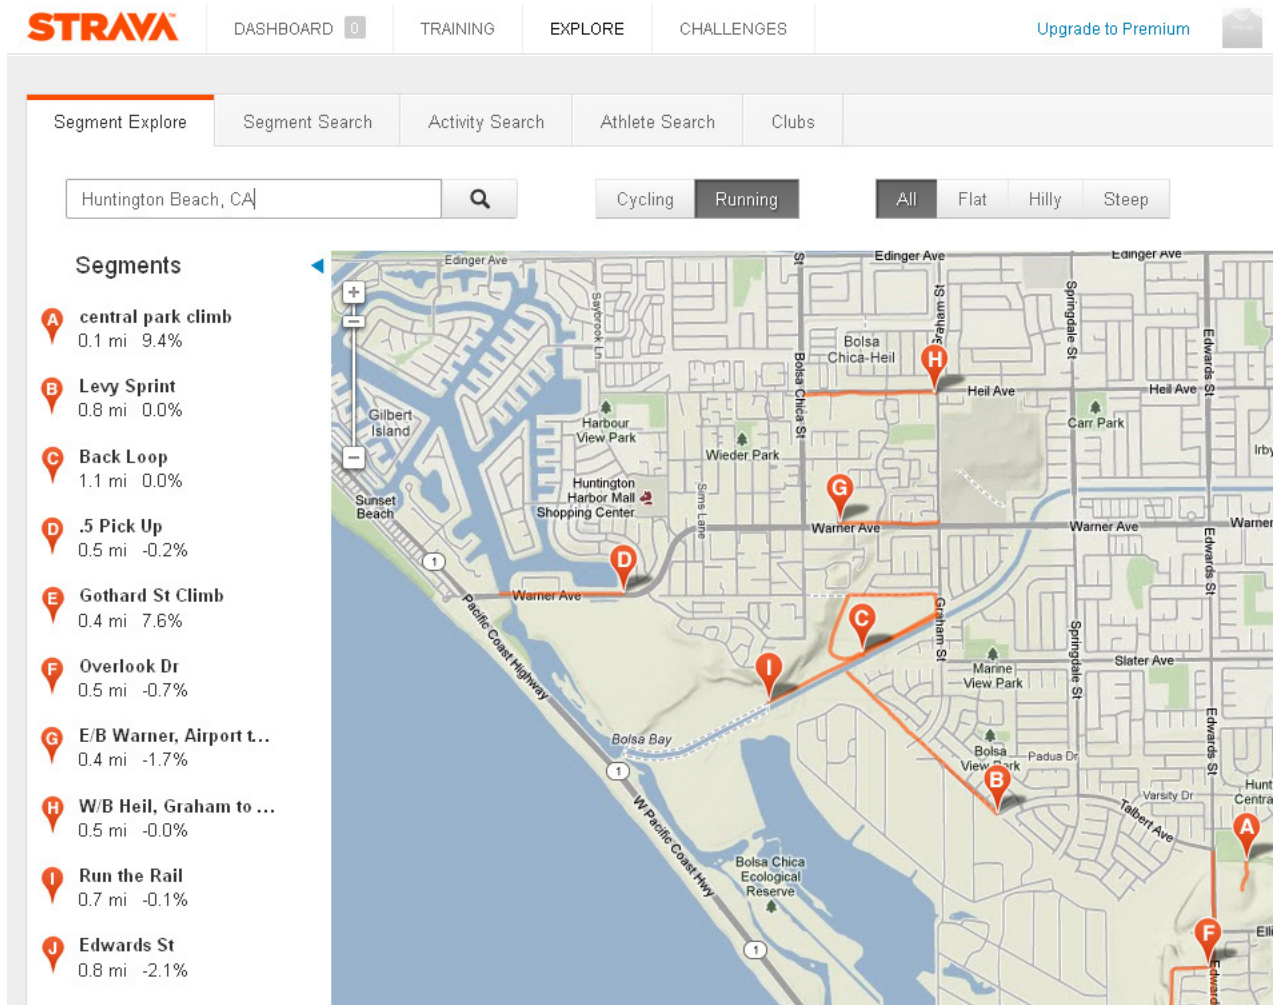 STRAVA
DASHBOARD 0
TRAINING
EXPLORE
CHALLENGES
Upgrade to Premium
Segment Explore
Segment Search
Activity Search
Athlete Search
Clubs
Huntington Beach, CA
Cycling
Running
All
Flat
Hilly
Steep
Segments
A central park climb
0.1 mi 9.4%
B Levy Sprint
0.8 mi 0.0%
C Back Loop
1.1 mi 0.0%
D .5 Pick Up
0.5 mi -0.2%
E Gothard St Climb
0.4 mi 7.6%
F Overlook Dr
0.5 mi -0.7%
G E/B Warner, Airport t...
0.4 mi -1.7%
H W/B Heil, Graham to ...
0.5 mi -0.0%
I Run the Rail
0.7 mi -0.1%
J Edwards St
0.8 mi -2.1%
Edinger Ave
Edinger Ave
Edinger Ave
Saybrook Ln
St
Graham St
Springdale St
Edwards St
Bolsa
Chica-Heil
H
Bolsa Chica St
Heil Ave
Heil Ave
Gilbert
Island
Harbour
View Park
Carr Park
Wieder Park
Irby
Huntington
Harbor Mall
Shopping Center
Sims Lane
G
Sunset
Beach
Warner Ave
Warner Ave
Warner
Edwards St
1
D
Warner Ave
Pacific Coast Highway
C
Graham St
Springdale St
Slater Ave
I
Marine
View Park
Bolsa Bay
Edwards St
Bolsa
View Park
Padua Dr
1
B
Varsity Dr
Hunt
Centra
Talbert Ave
A
W Pacific Coast Hwy
Bolsa Chica
Ecological
Reserve
F
Elli
1
Edward